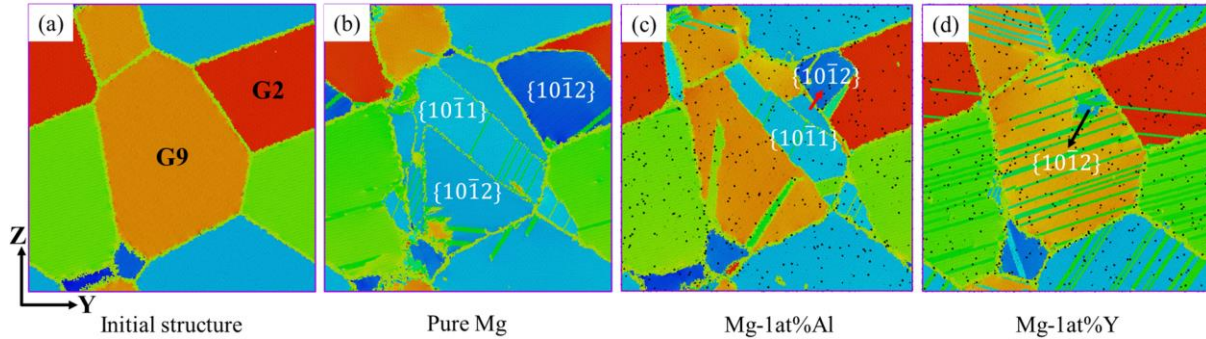 (a)
G2
G9
Z
Y
Initial structure
(b)
{101̄2}
{101̄1}
{101̄2}
Pure Mg
(c)
{101̄2}
{101̄1}
Mg-1at%Al
(d)
{101̄2}
Mg-1at%Y